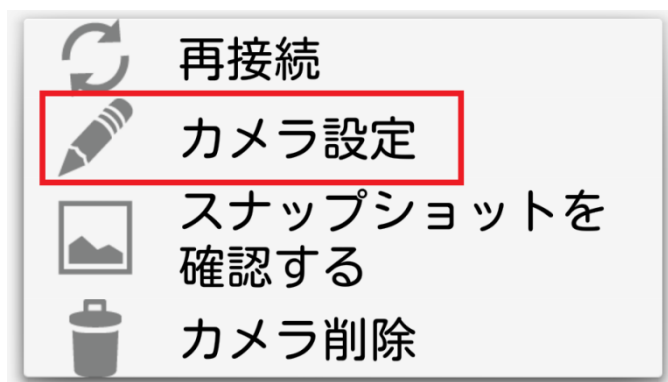 再接続
カメラ設定
スナップショットを
確認する
カメラ削除